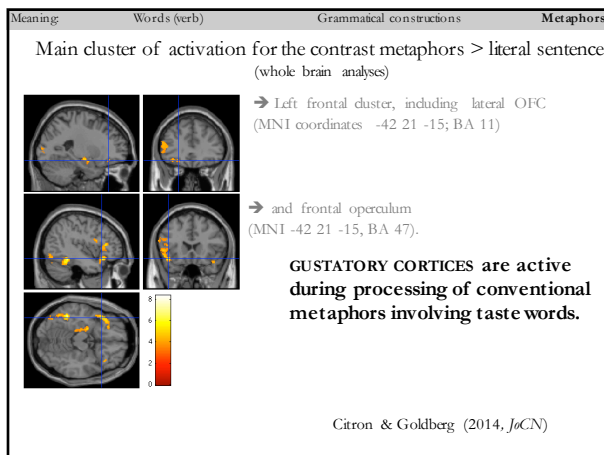 Meaning: Words (verb) Grammatical constructions Metaphors
Main cluster of activation for the contrast metaphors > literal sentence
(whole brain analyses)
➔ Left frontal cluster, including lateral OFC
(MNI coordinates -42 21 -15; BA 11)
➔ and frontal operculum
(MNI -42 21 -15, BA 47).
GUSTATORY CORTICES are active
during processing of conventional
metaphors involving taste words.
8
6
4
2
0
Citron & Goldberg (2014, JoCN)